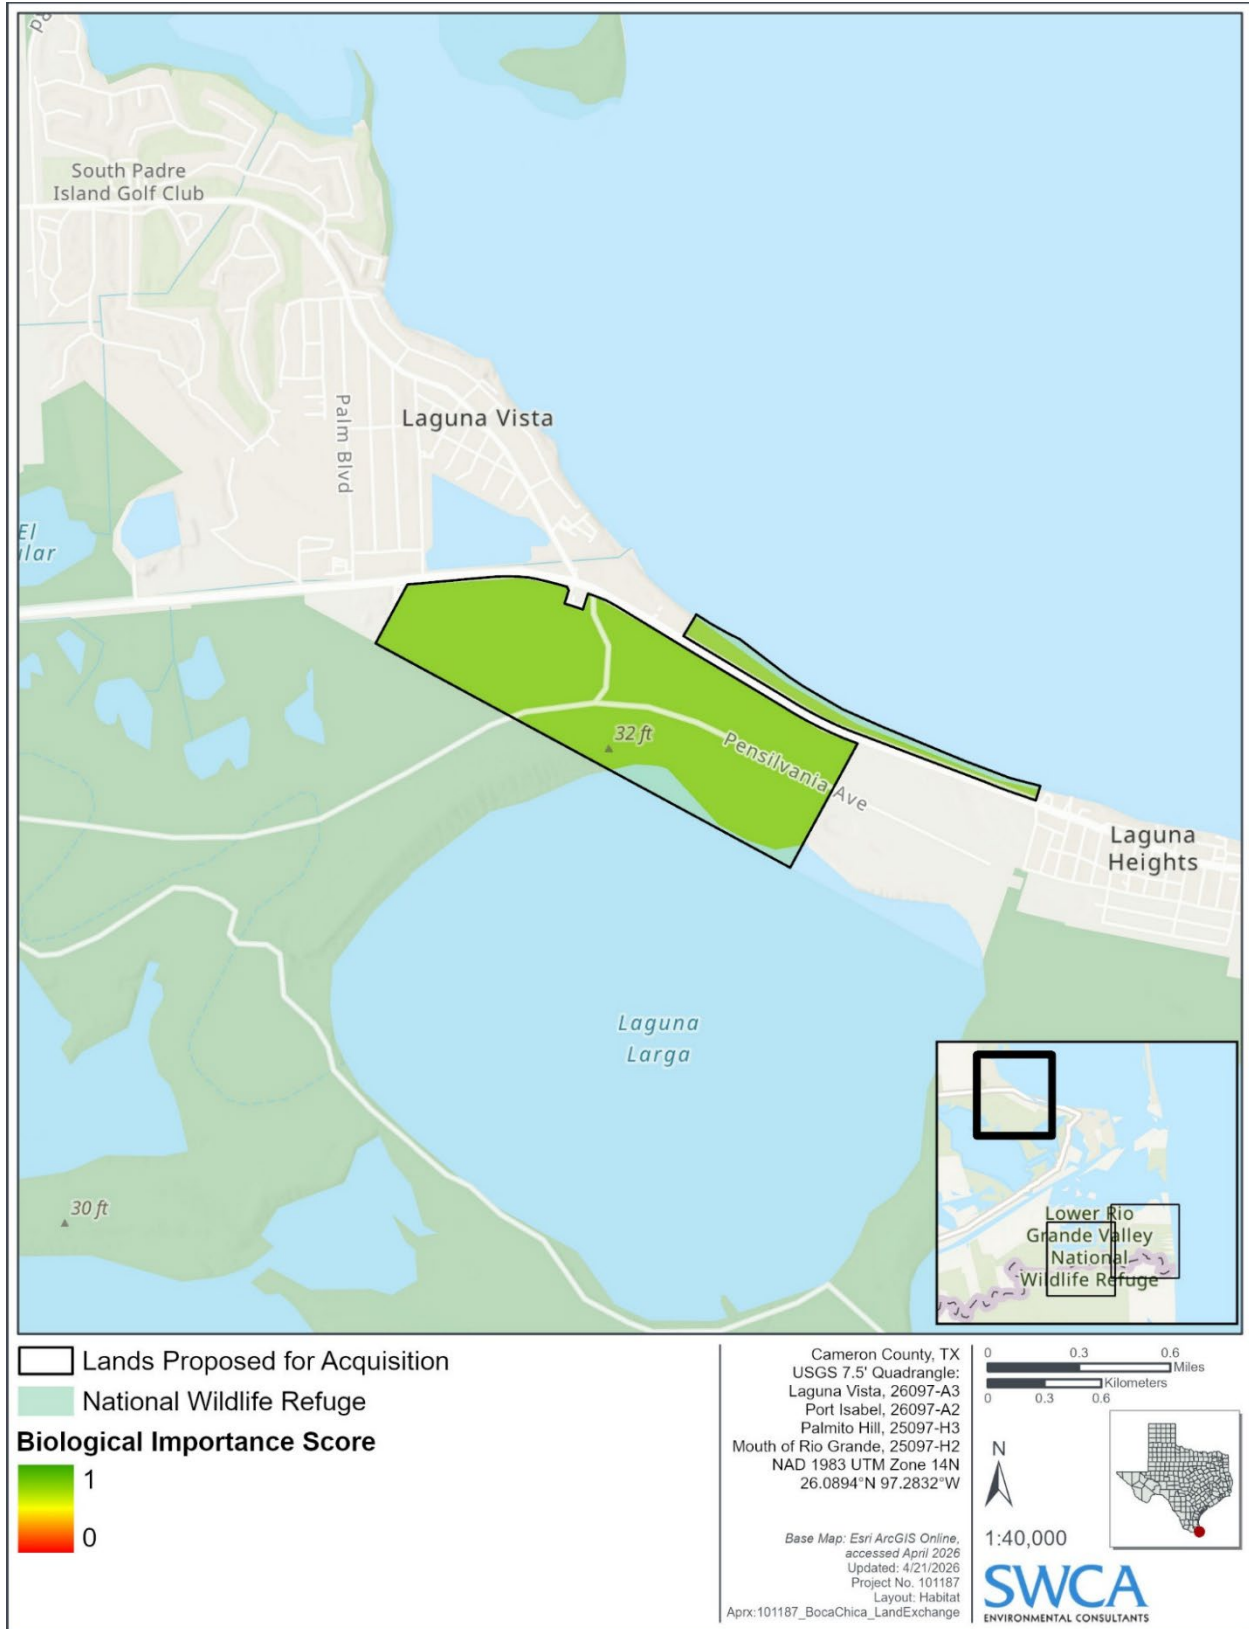 Rd
South Padre
Island Golf Club
Palm Blvd
Laguna Vista
El
ilar
32 ft
Pensilvania Ave
Laguna
Heights
Laguna
Larga
30 ft
Lower Rio
Grande Valley
National
Wildlife Refuge
Lands Proposed for Acquisition
National Wildlife Refuge
Biological Importance Score
1
0
Cameron County, TX
USGS 7.5' Quadrangle:
Laguna Vista, 26097-A3
Port Isabel, 26097-A2
Palmito Hill, 25097-H3
Mouth of Rio Grande, 25097-H2
NAD 1983 UTM Zone 14N
26.0894°N 97.2832°W
Base Map: Esri ArcGIS Online,
accessed April 2026
Updated: 4/21/2026
Project No. 101187
Layout: Habitat
Aprx:101187_BocaChica_LandExchange
0 0.3 0.6
Miles
Kilometers
0 0.3 0.6
N
1:40,000
SWCA
ENVIRONMENTAL CONSULTANTS